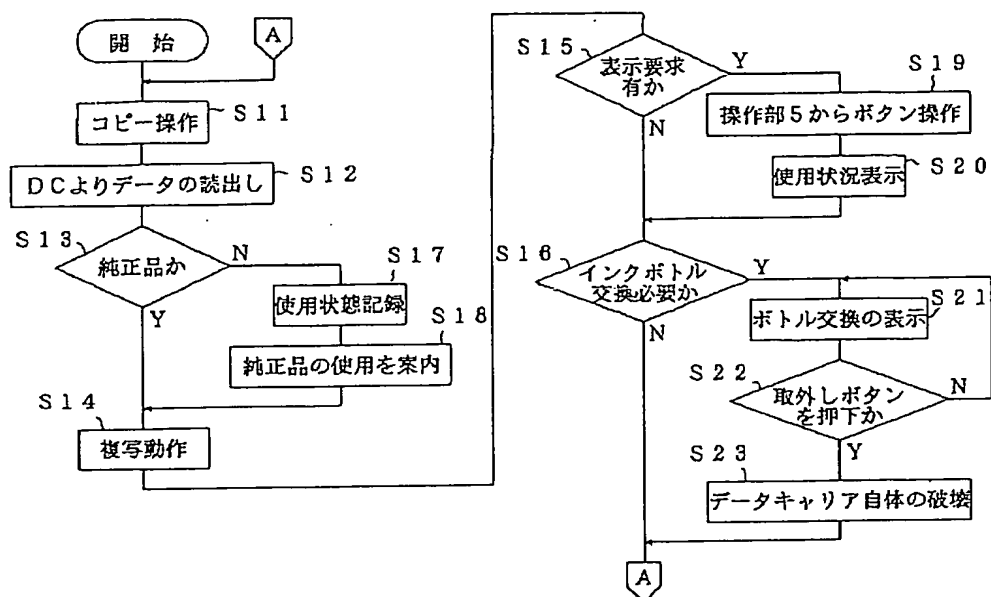 開 始
A
S11
コピー操作
S12
DCよりデータの読出し
S13
純正品か
N
Y
S17
使用状態記録
S18
純正品の使用を案内
S14
複写動作
S15
表示要求
有か
Y
N
S19
操作部5からボタン操作
S20
使用状況表示
S16
インクボトル
交換必要か
Y
N
S21
ボトル交換の表示
S22
取外しボタン
を押下か
N
Y
S23
データキャリア自体の破壊
A